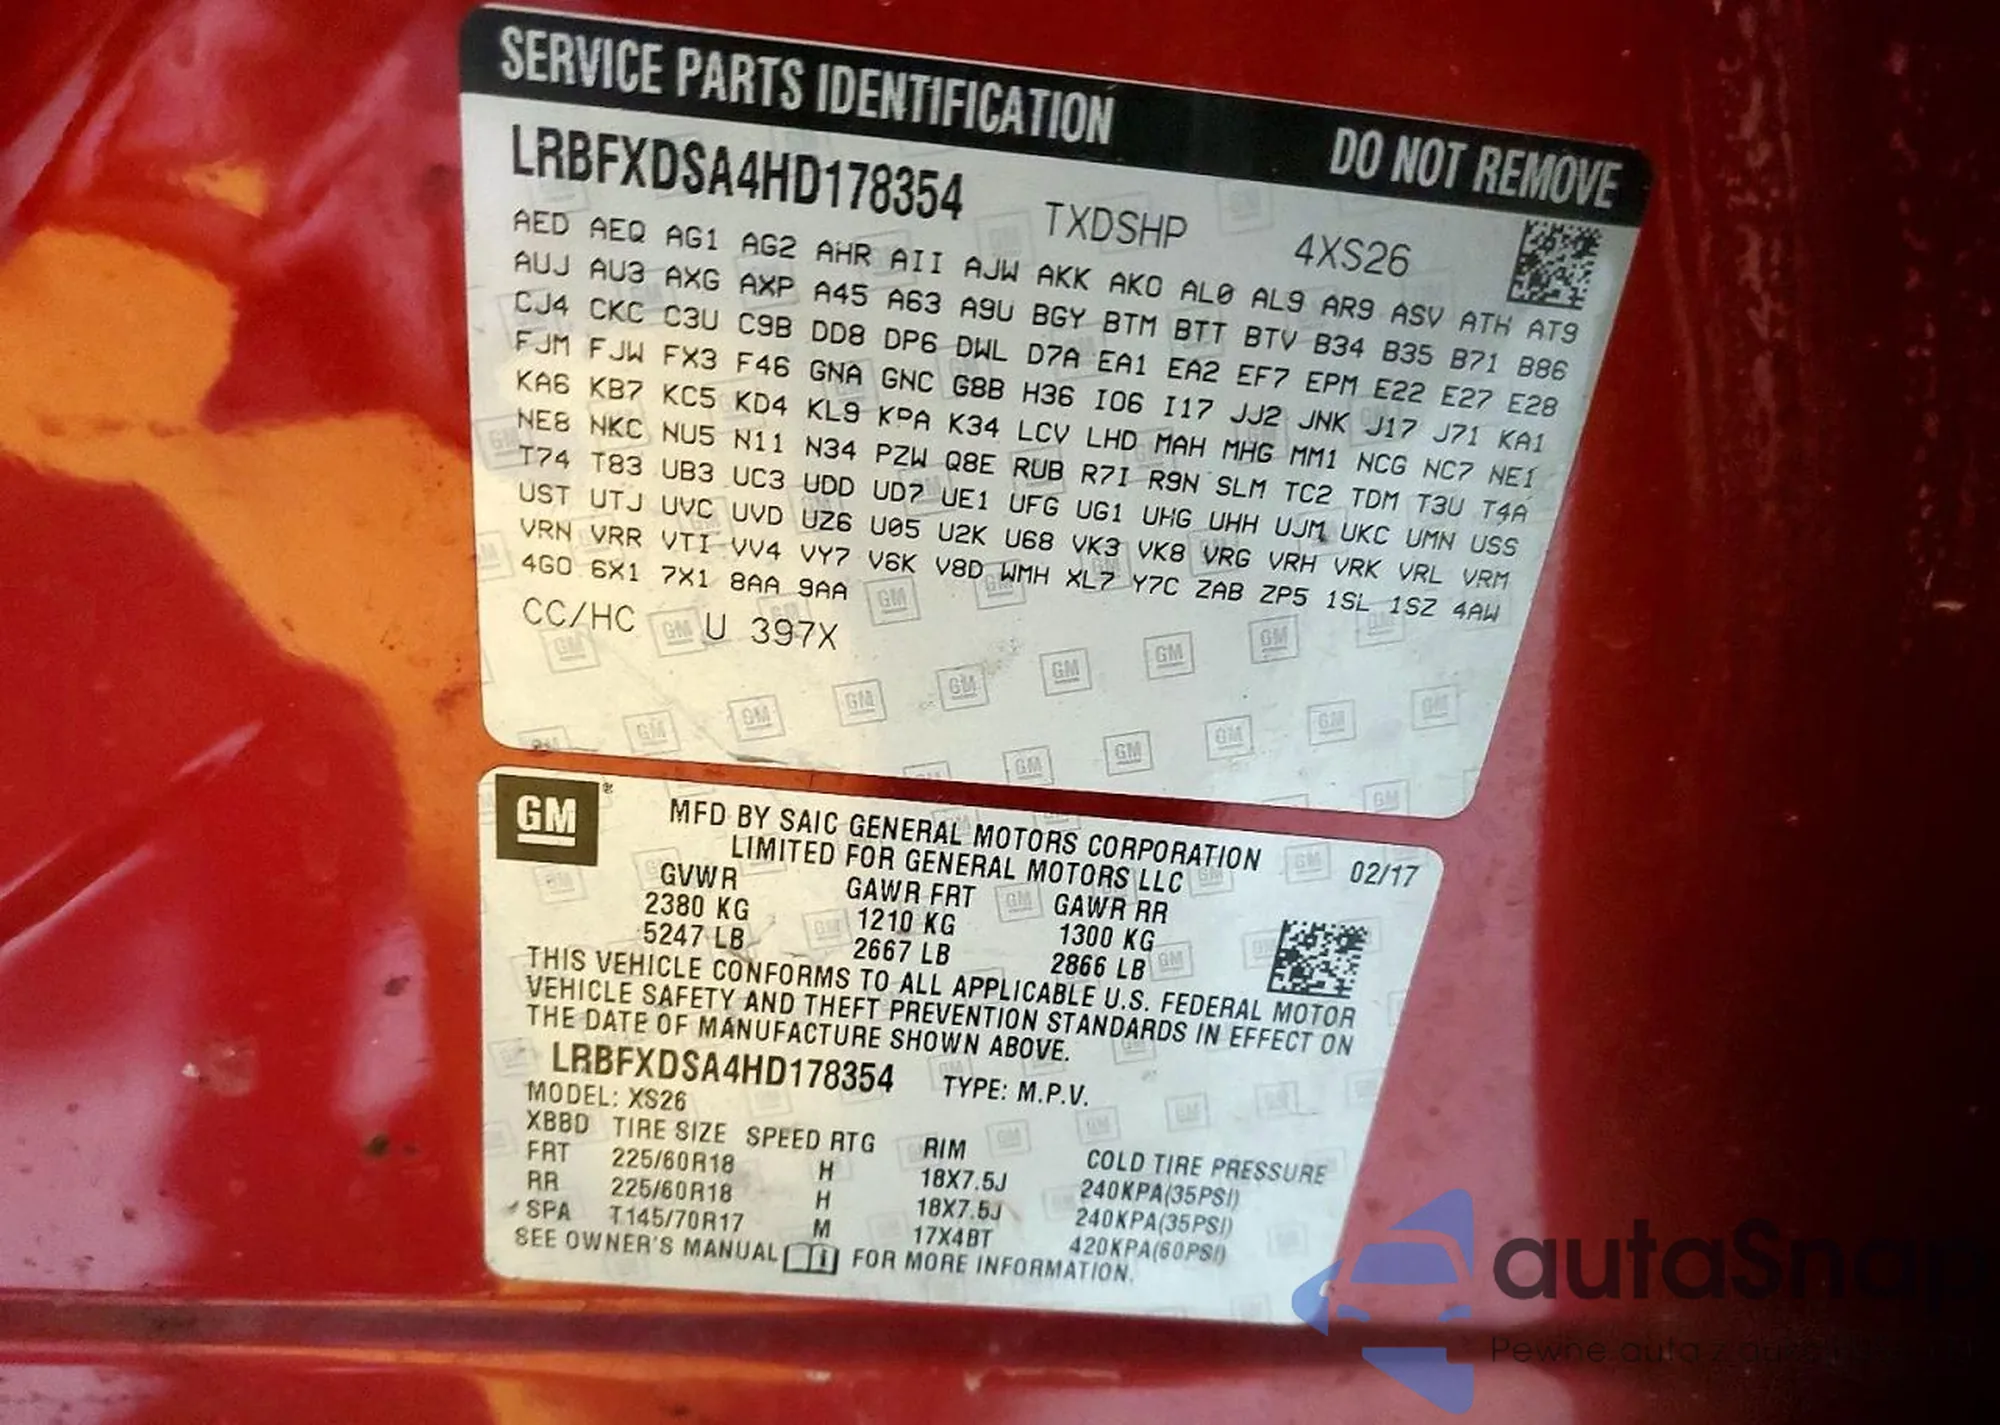 SERVICE PARTS IDENTIFICATION DO NOT REMOVE
LRBFXDSA4HD178354 TXDSHP 4XS26
AED AEQ AG1 AG2 AHR AII AJW AKK AKO AL0 AL9 AR9 ASV ATH AT9
AUJ AU3 AXG AXP A45 A63 A9U BGY BTM BTT BTV B34 B35 B71 B86
CJ4 CKC C3U C9B DD8 DP6 DWL D7A EA1 EA2 EF7 EPM E22 E27 E28
FJM FJW FX3 F46 GNA GNC G8B H36 IO6 I17 JJ2 JNK J17 J71 KA1
KA6 KB7 KC5 KD4 KL9 KPA K34 LCV LHD MAH MHG MM1 NCG NC7 NE1
NE8 NKC NU5 N11 N34 PZW Q8E RUB R7I R9N SLM TC2 TDM T3U T4A
T74 T83 UB3 UC3 UDD UD7 UE1 UFG UG1 UHG UHH UJM UKC UMN USS
UST UTJ UVC UVD UZ6 U05 U2K U68 VK3 VK8 VRG VRH VRK VRL VRM
VRN VRR VTI VV4 VY7 V6K V8D WMH XL7 Y7C ZAB ZP5 1SL 1SZ 4AW
4GO 6X1 7X1 8AA 9AA
CC/HC U 397X
GM ®
MFD BY SAIC GENERAL MOTORS CORPORATION
LIMITED FOR GENERAL MOTORS LLC 02/17
GVWR GAWR FRT GAWR RR
2380 KG 1210 KG 1300 KG
5247 LB 2667 LB 2866 LB
THIS VEHICLE CONFORMS TO ALL APPLICABLE U.S. FEDERAL MOTOR
VEHICLE SAFETY AND THEFT PREVENTION STANDARDS IN EFFECT ON
THE DATE OF MANUFACTURE SHOWN ABOVE.
LRBFXDSA4HD178354 TYPE: M.P.V.
MODEL: XS26
XBBD TIRE SIZE SPEED RTG RIM COLD TIRE PRESSURE
FRT 225/60R18 H 18X7.5J 240KPA(35PSI)
RR 225/60R18 H 18X7.5J 240KPA(35PSI)
SPA T145/70R17 M 17X4BT 420KPA(60PSI)
SEE OWNER'S MANUAL FOR MORE INFORMATION.
autaSnap
Pewne auta z